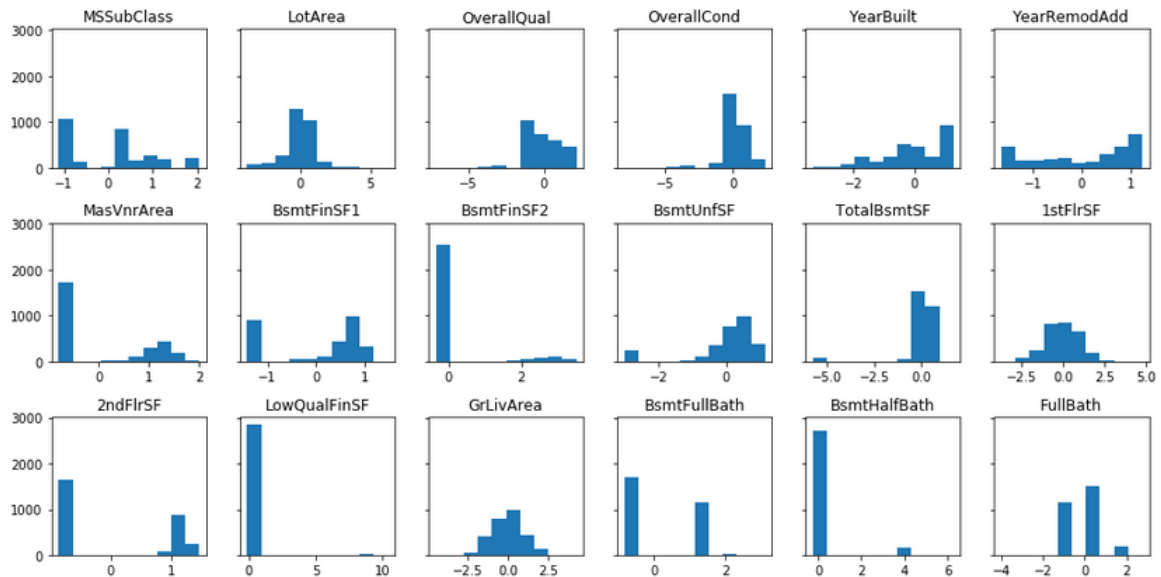 MSSubClass LotArea OverallQual OverallCond YearBuilt YearRemodAdd
3000
2000
1000
0
−1 0 1 2 0 5 −5 0 −5 0 −2 0 −1 0 1
MasVnrArea BsmtFinSF1 BsmtFinSF2 BsmtUnfSF TotalBsmtSF 1stFlrSF
3000
2000
1000
0
0 1 2 −1 0 1 0 2 −2 0 −5.0 −2.5 0.0 −2.5 0.0 2.5 5.0
2ndFlrSF LowQualFinSF GrLivArea BsmtFullBath BsmtHalfBath FullBath
3000
2000
1000
0
0 1 0 5 10 −2.5 0.0 2.5 0 2 0 2 4 6 −4 −2 0 2